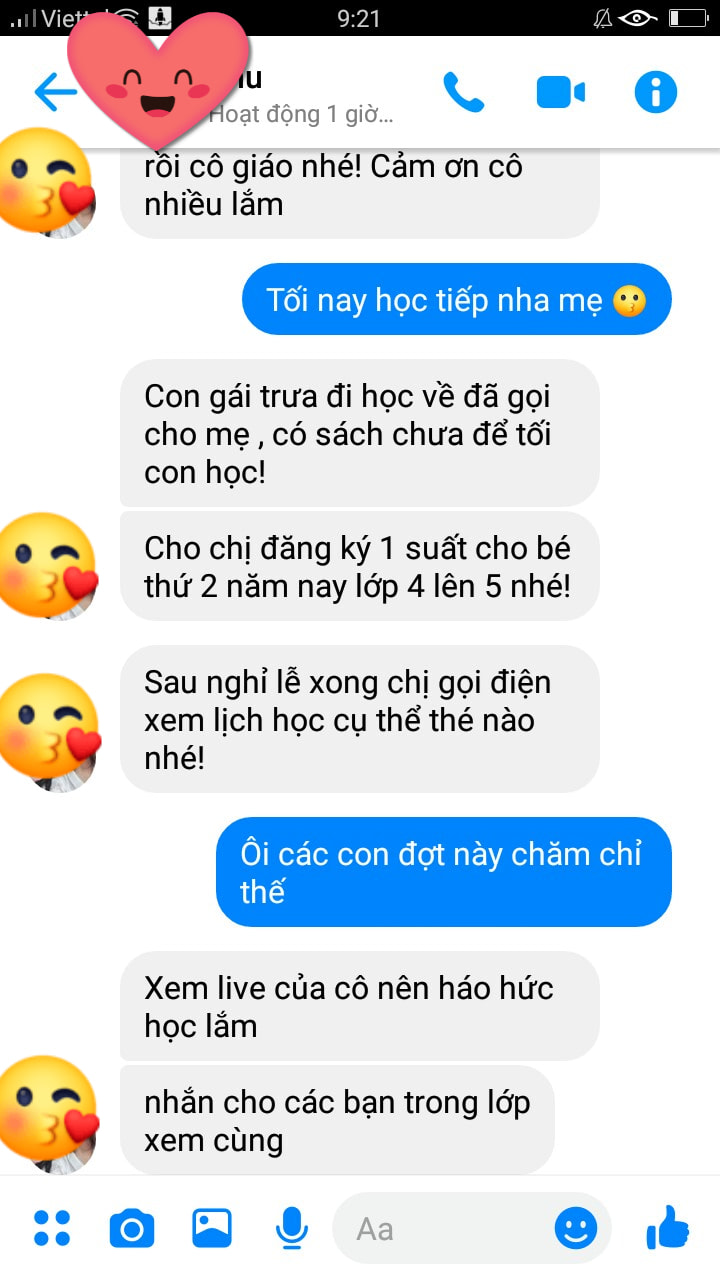 9:21
Hoạt động 1 giờ...
rồi cô giáo nhé! Cảm ơn cô
nhiều lắm
Tối nay học tiếp nha mẹ 😗
Con gái trưa đi học về đã gọi
cho mẹ , có sách chưa để tối
con học!
Cho chị đăng ký 1 suất cho bé
thứ 2 năm nay lớp 4 lên 5 nhé!
Sau nghỉ lễ xong chị gọi điện
xem lịch học cụ thể thé nào
nhé!
Ôi các con đợt này chăm chỉ
thế
Xem live của cô nên háo hức
học lắm
nhắn cho các bạn trong lớp
xem cùng
Aa